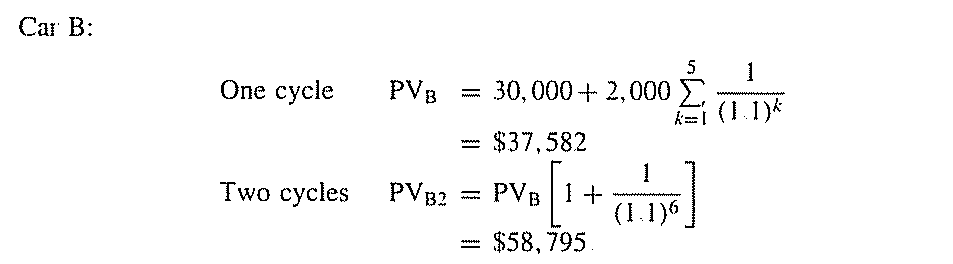 Car B:
One cycle PV_B = 30,000 + 2,000 \sum_{k=1}^{5} \frac{1}{(1.1)^k}
= $37,582
Two cycles PV_{B2} = PV_B \left[ 1 + \frac{1}{(1.1)^6} \right]
= $58,795.